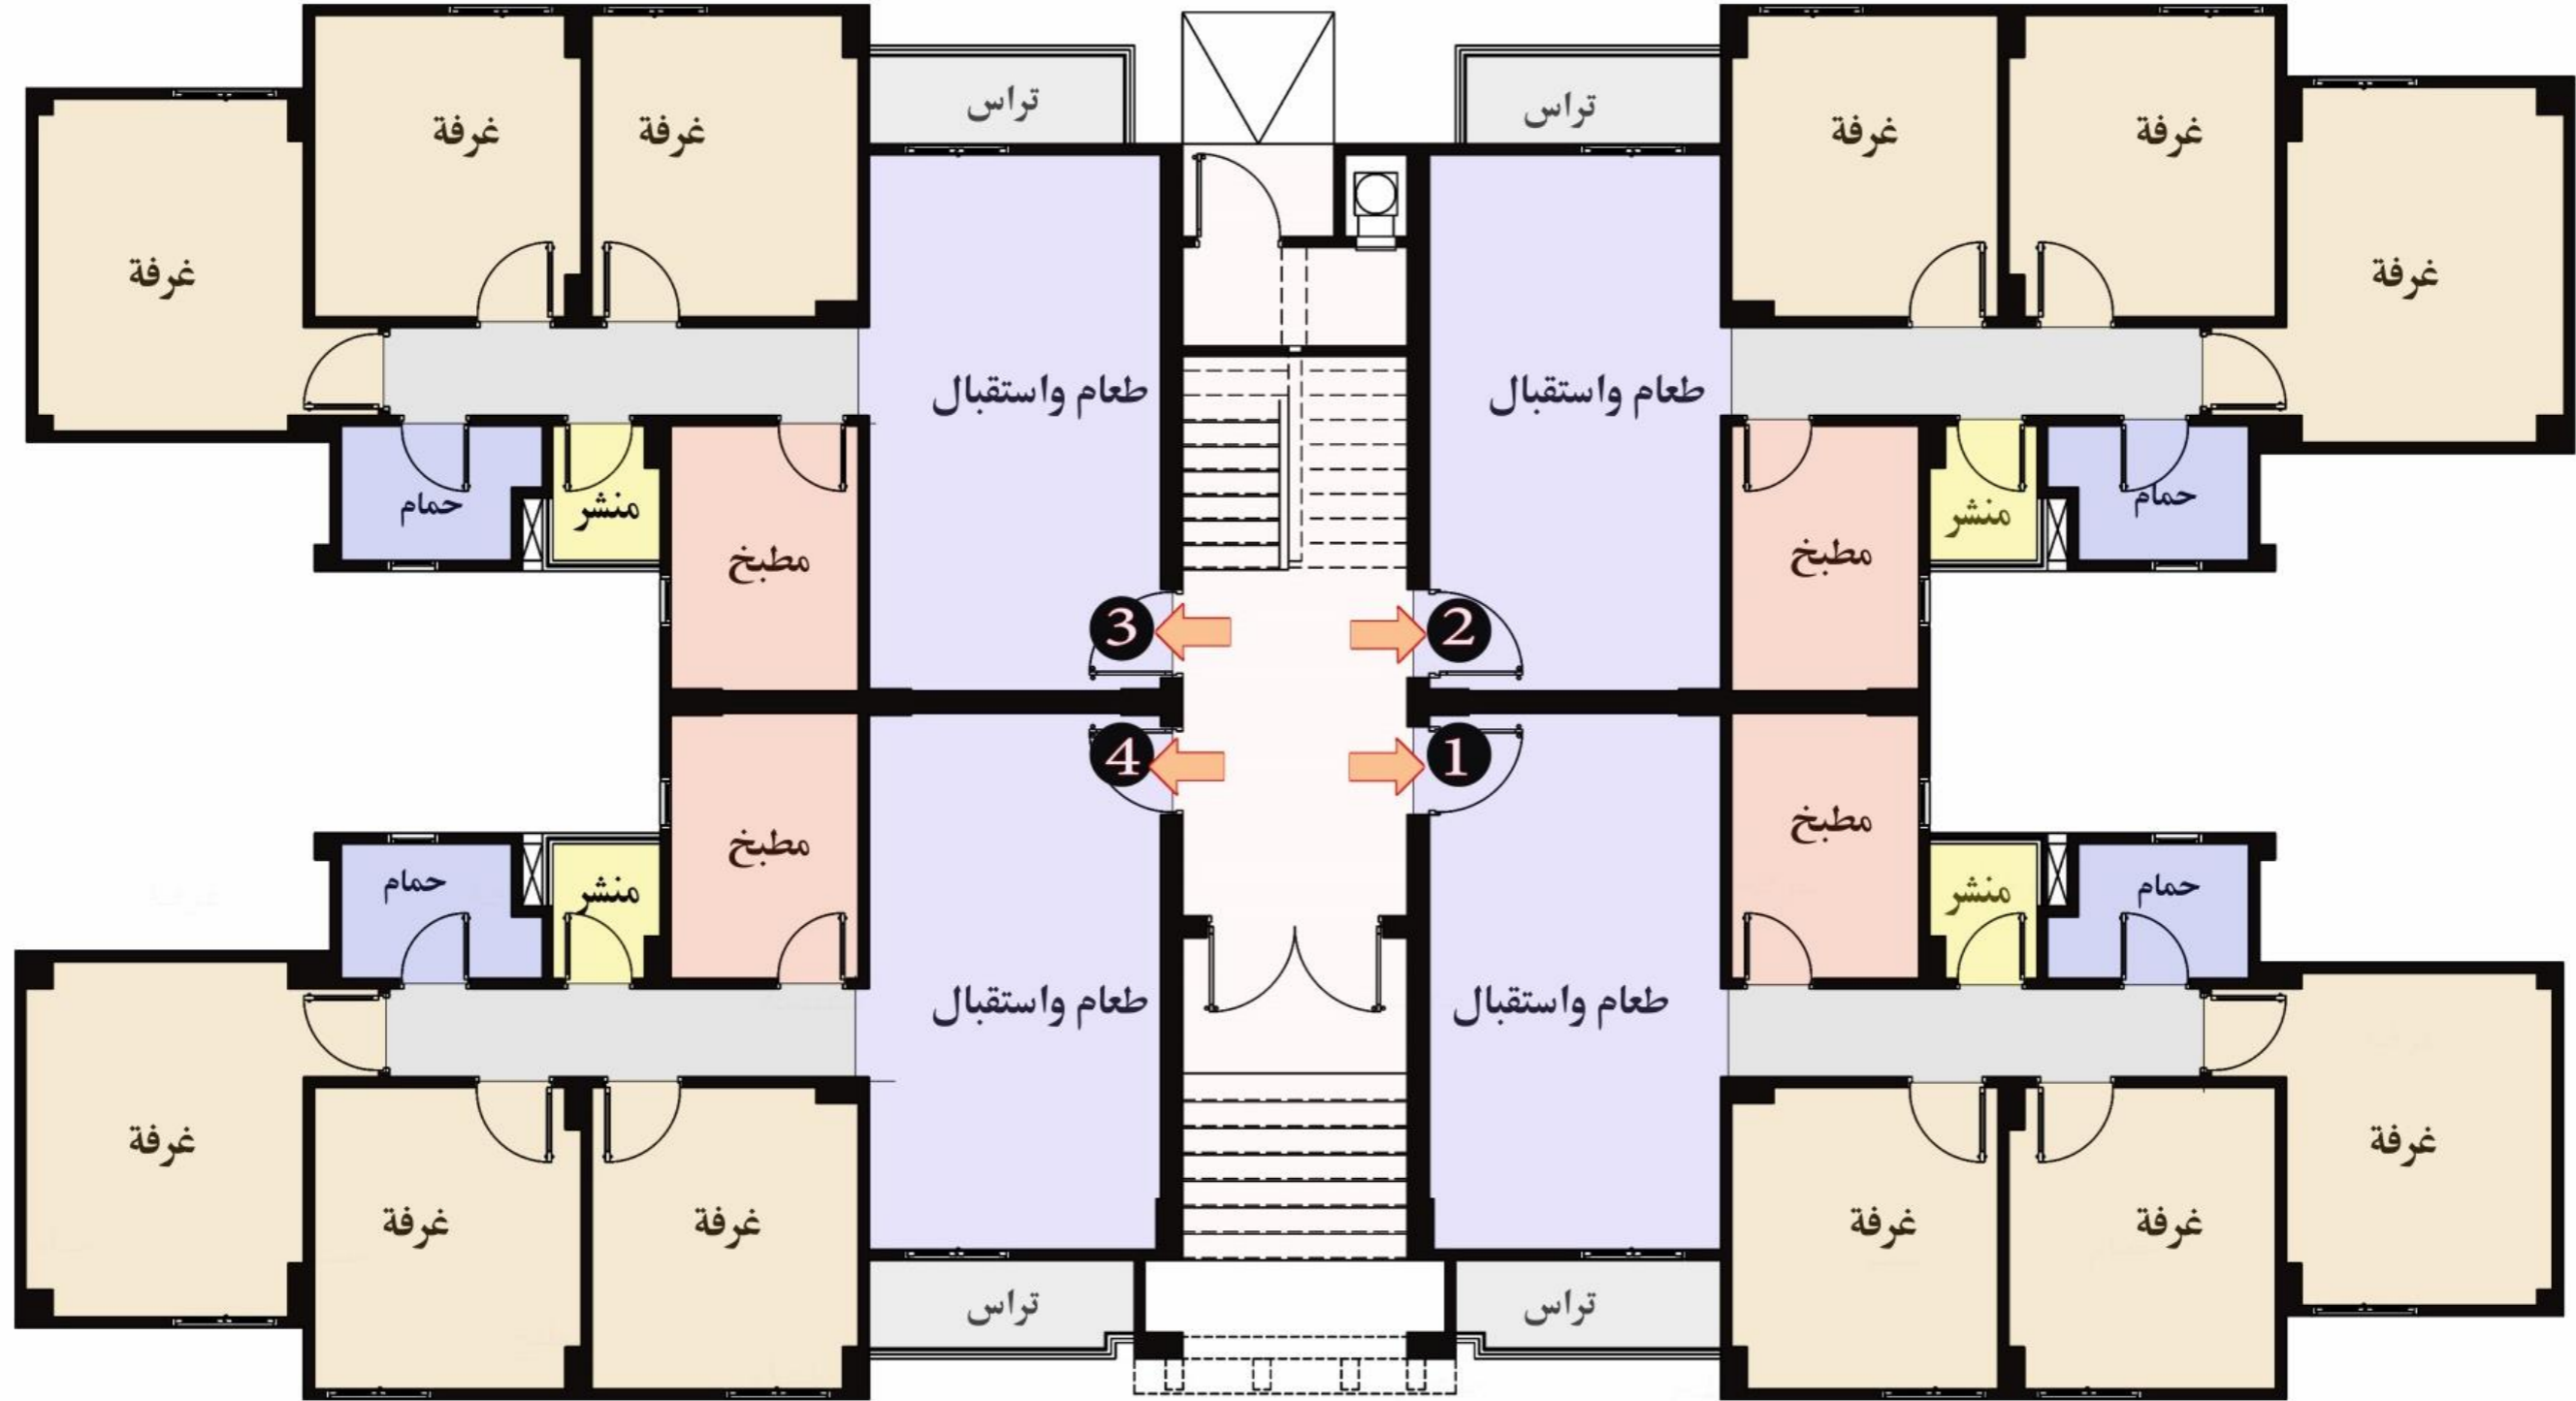 غرفة
غرفة
تراس
تراس
غرفة
غرفة
غرفة
غرفة
طعام واستقبال
طعام واستقبال
حمام
منشر
مطبخ
مطبخ
منشر
حمام
3
2
4
1
حمام
منشر
مطبخ
مطبخ
منشر
حمام
طعام واستقبال
طعام واستقبال
غرفة
غرفة
غرفة
غرفة
غرفة
غرفة
تراس
تراس